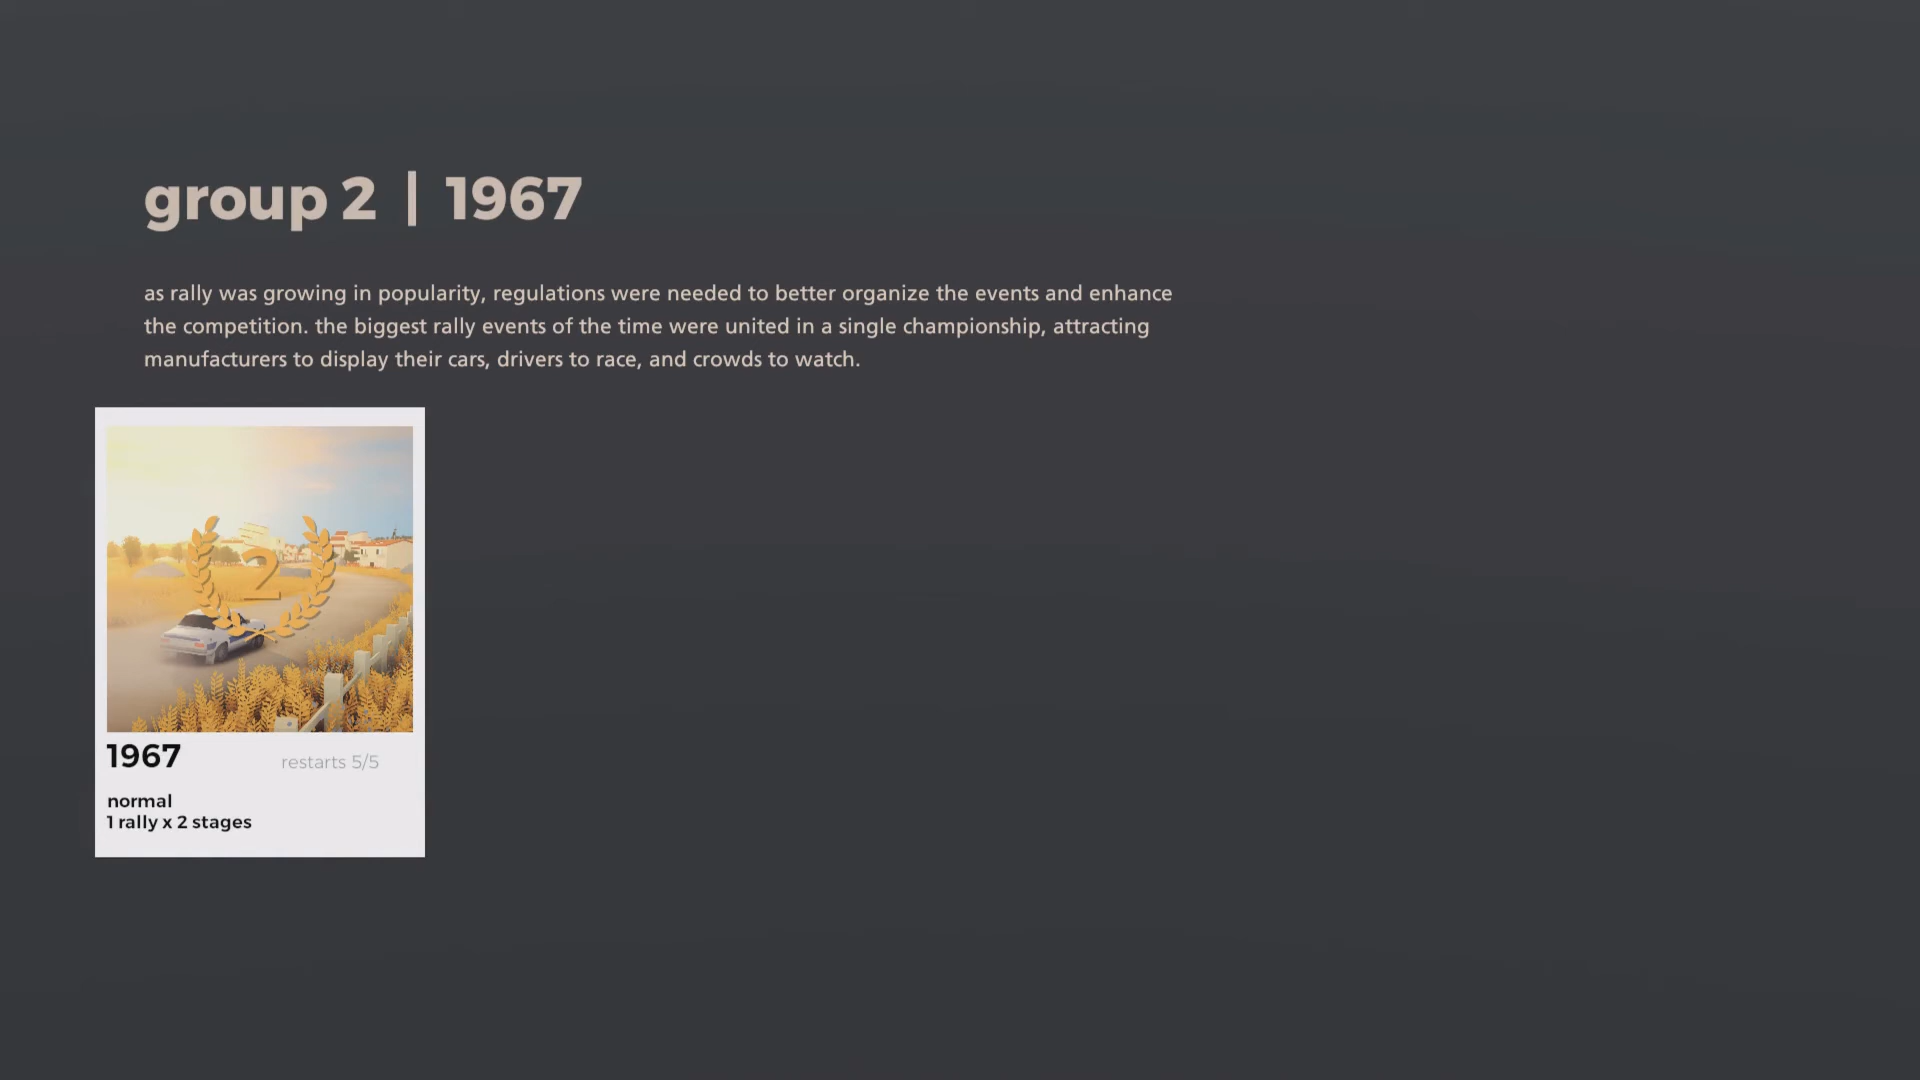 group 2 | 1967
as rally was growing in popularity, regulations were needed to better organize the events and enhance
the competition. the biggest rally events of the time were united in a single championship, attracting
manufacturers to display their cars, drivers to race, and crowds to watch.
2
1967
restarts 5/5
normal
1 rally x 2 stages